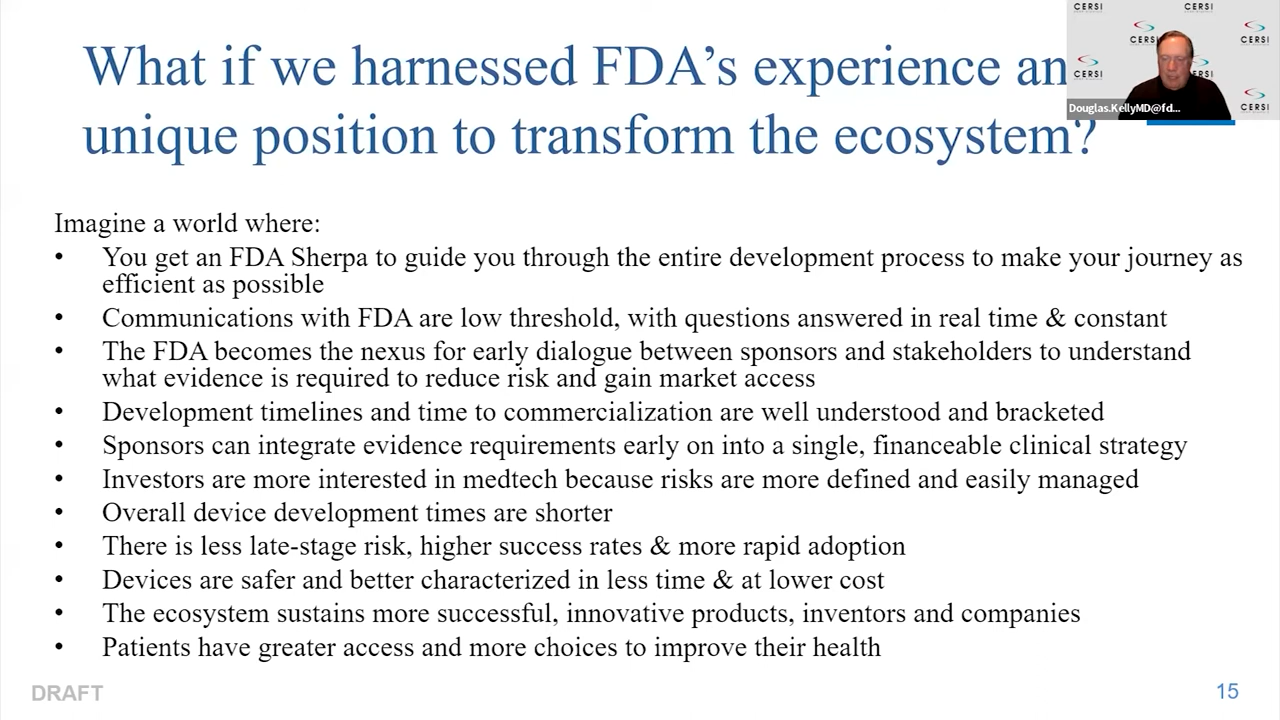 What if we harnessed FDA's experience an
unique position to transform the ecosystem?
CERSI
CERSI
CERSI
CERSI
CERSI
RSI
CERSI
Douglas.KellyMD@fd...
Imagine a world where:
• You get an FDA Sherpa to guide you through the entire development process to make your journey as
efficient as possible
• Communications with FDA are low threshold, with questions answered in real time & constant
• The FDA becomes the nexus for early dialogue between sponsors and stakeholders to understand
what evidence is required to reduce risk and gain market access
• Development timelines and time to commercialization are well understood and bracketed
• Sponsors can integrate evidence requirements early on into a single, financeable clinical strategy
• Investors are more interested in medtech because risks are more defined and easily managed
• Overall device development times are shorter
• There is less late-stage risk, higher success rates & more rapid adoption
• Devices are safer and better characterized in less time & at lower cost
• The ecosystem sustains more successful, innovative products, inventors and companies
• Patients have greater access and more choices to improve their health
DRAFT
15